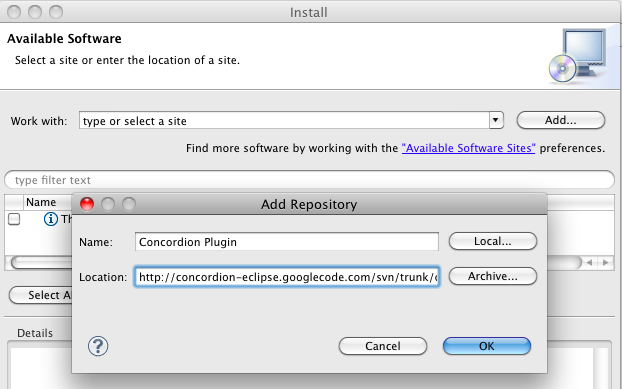 Install
Available Software
Select a site or enter the location of a site.
Work with: type or select a site Add...
Find more software by working with the "Available Software Sites" preferences.
type filter text
Name
Add Repository
Name: Concordion Plugin Local...
Location: http://concordion-eclipse.googlecode.com/svn/trunk/ Archive...
Select
Details
? Cancel OK